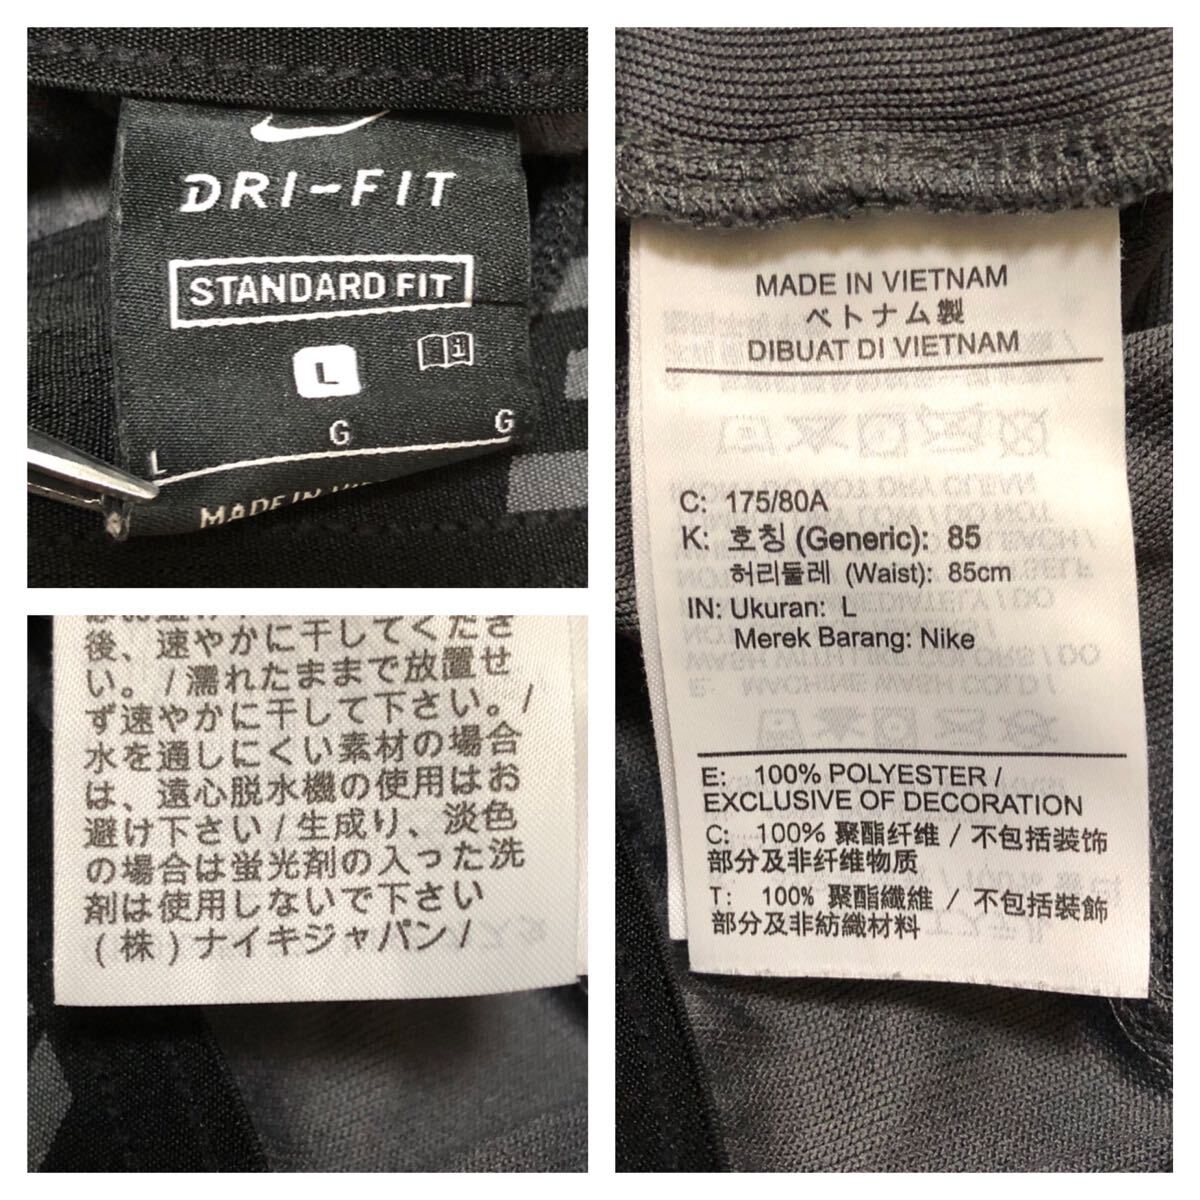 DRI-FIT
STANDARD FIT
L
i
L G G
MADE IN
後、速やかに干してくださ
い。/濡れたままで放置せ
ず速やかに干して下さい。/
水を通しにくい素材の場合
は、遠心脱水機の使用はお
避け下さい/生成り、淡色
の場合は蛍光剤の入った洗
剤は使用しないで下さい
(株)ナイキジャパン/
MADE IN VIETNAM
ベトナム製
DIBUAT DI VIETNAM
C: 175/80A
K: 호칭 (Generic): 85
허리둘레 (Waist): 85cm
IN: Ukuran: L
Merek Barang: Nike
E: 100% POLYESTER /
EXCLUSIVE OF DECORATION
C: 100% 聚酯纤维 / 不包括装饰
部分及非纤维物质
T: 100% 聚酯纖維 / 不包括裝飾
部分及非紡織材料